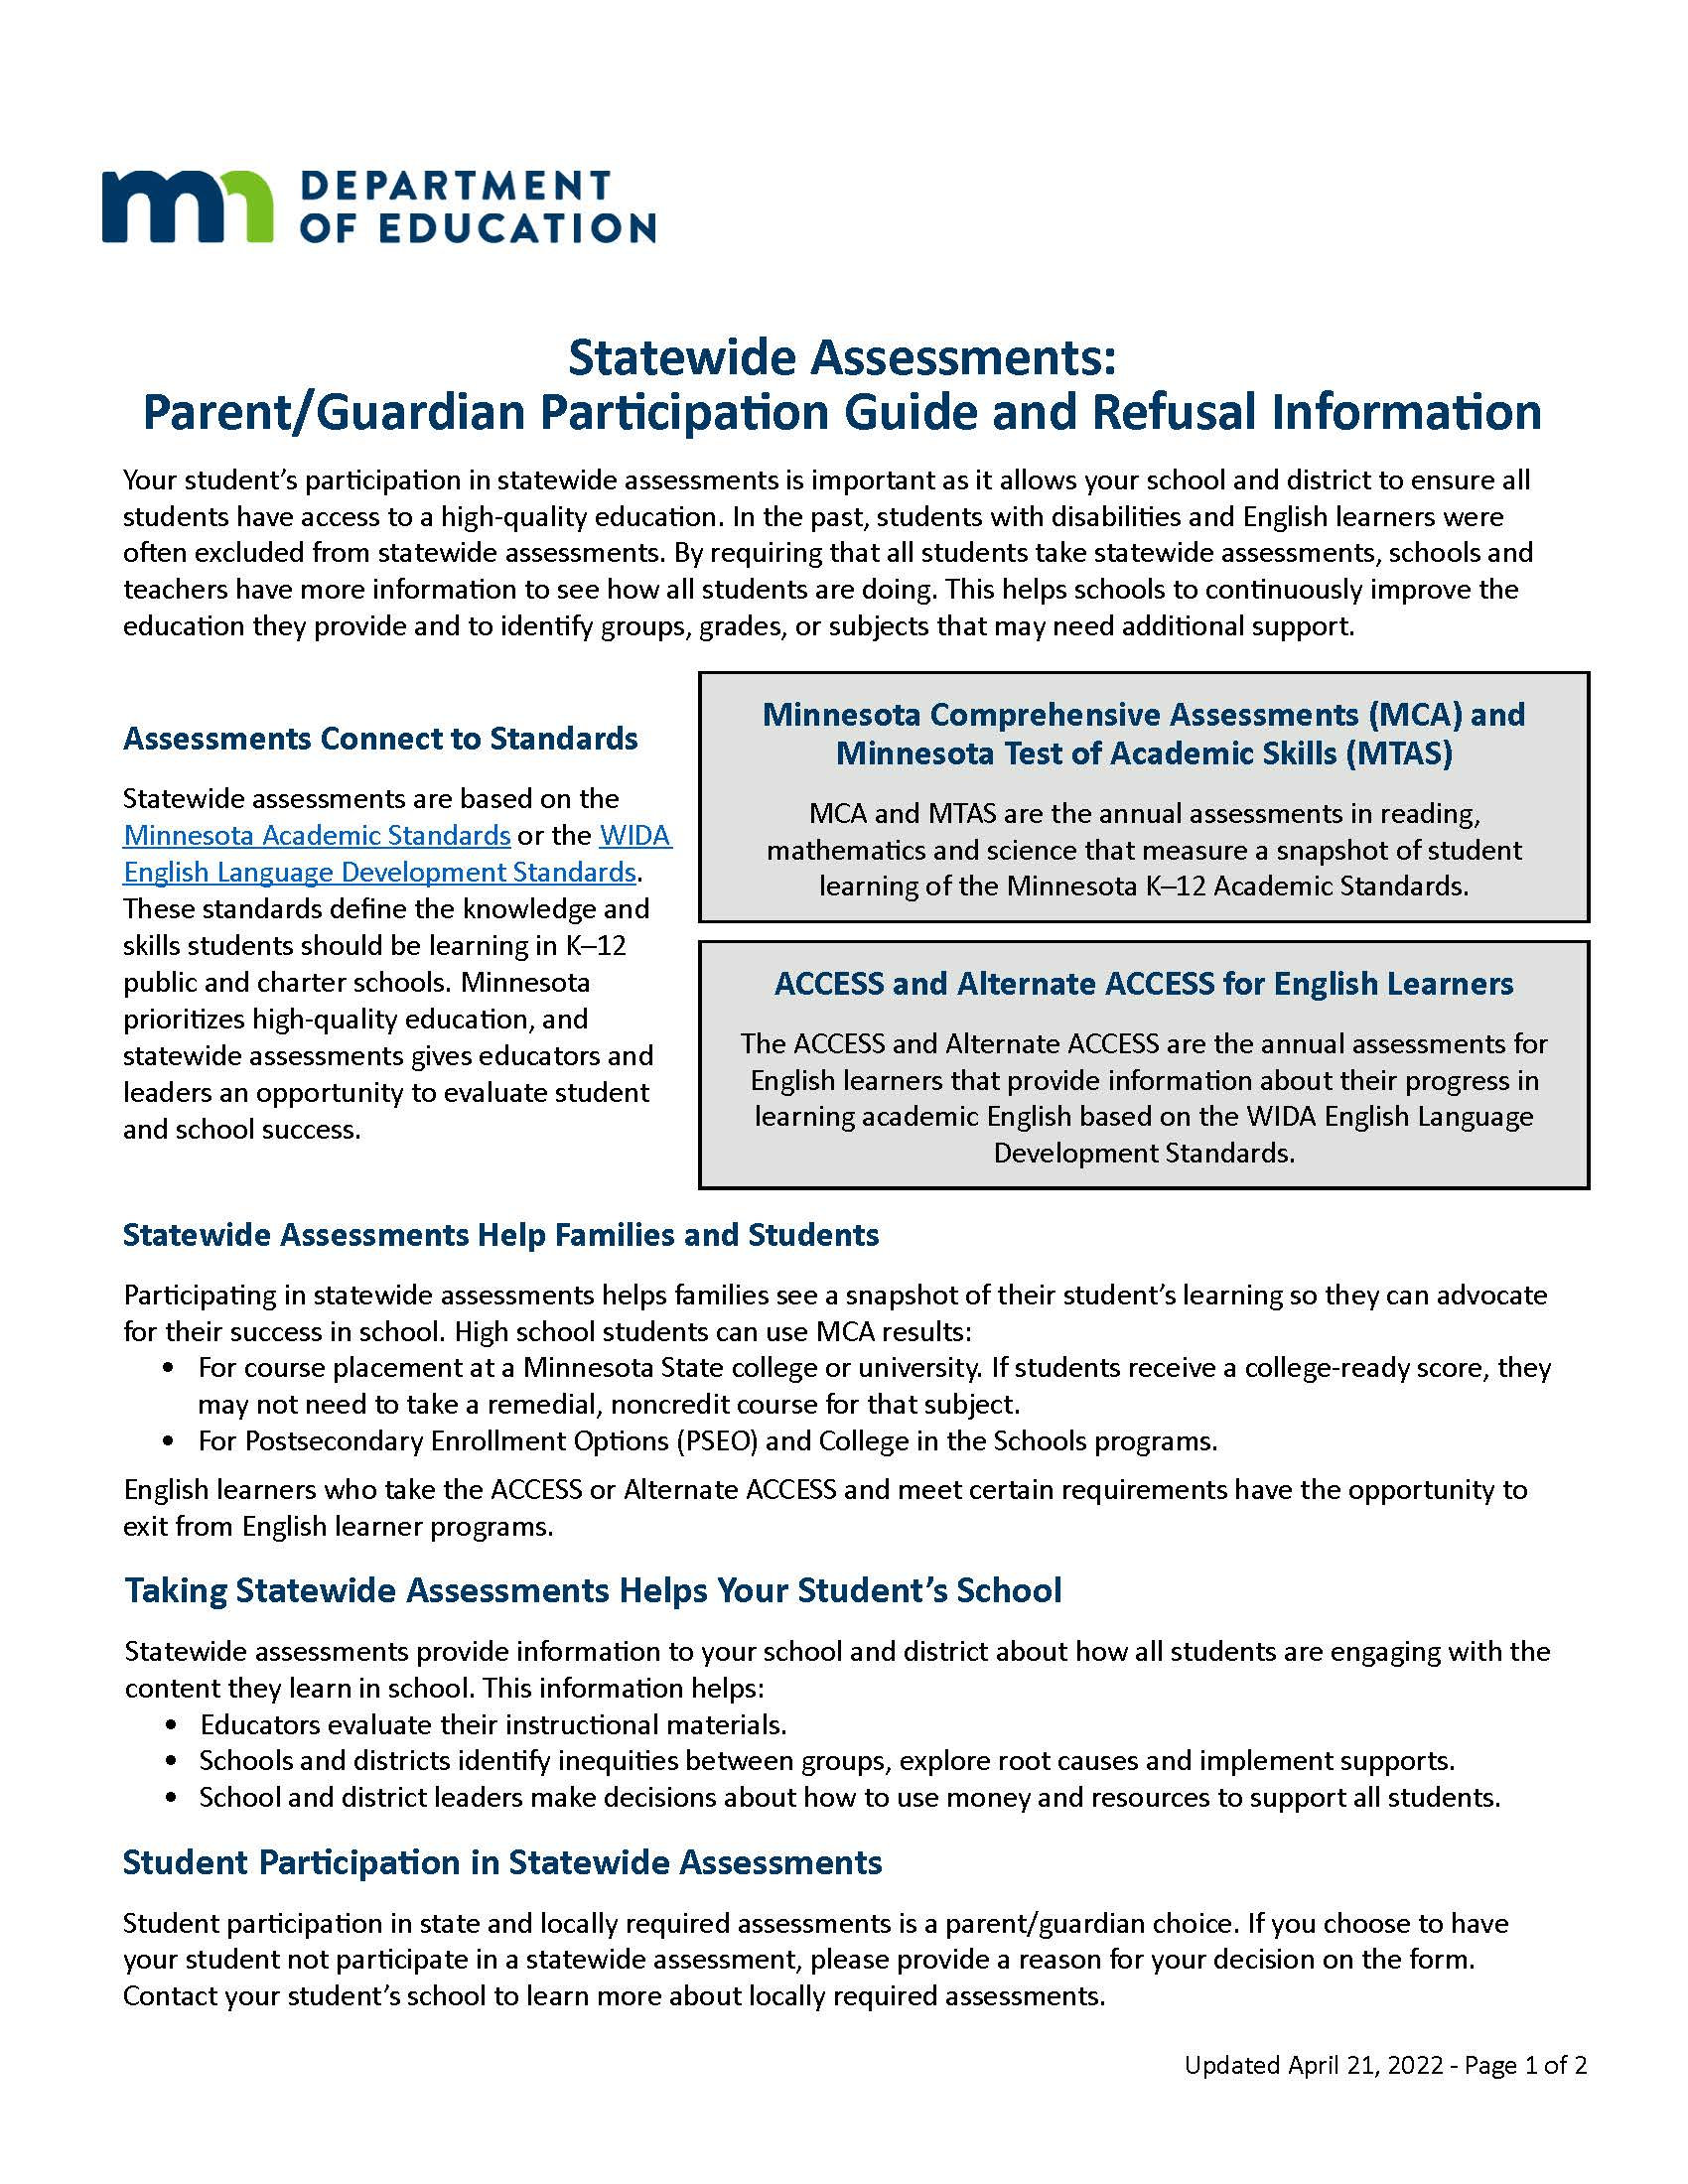 mn DEPARTMENT
OF EDUCATION
Statewide Assessments:
Parent/Guardian Participation Guide and Refusal Information
Your student’s participation in statewide assessments is important as it allows your school and district to ensure all
students have access to a high-quality education. In the past, students with disabilities and English learners were
often excluded from statewide assessments. By requiring that all students take statewide assessments, schools and
teachers have more information to see how all students are doing. This helps schools to continuously improve the
education they provide and to identify groups, grades, or subjects that may need additional support.
Assessments Connect to Standards
Statewide assessments are based on the
Minnesota Academic Standards or the WIDA
English Language Development Standards.
These standards define the knowledge and
skills students should be learning in K–12
public and charter schools. Minnesota
prioritizes high-quality education, and
statewide assessments gives educators and
leaders an opportunity to evaluate student
and school success.
Minnesota Comprehensive Assessments (MCA) and
Minnesota Test of Academic Skills (MTAS)
MCA and MTAS are the annual assessments in reading,
mathematics and science that measure a snapshot of student
learning of the Minnesota K–12 Academic Standards.
ACCESS and Alternate ACCESS for English Learners
The ACCESS and Alternate ACCESS are the annual assessments for
English learners that provide information about their progress in
learning academic English based on the WIDA English Language
Development Standards.
Statewide Assessments Help Families and Students
Participating in statewide assessments helps families see a snapshot of their student’s learning so they can advocate
for their success in school. High school students can use MCA results:
• For course placement at a Minnesota State college or university. If students receive a college-ready score, they
may not need to take a remedial, noncredit course for that subject.
• For Postsecondary Enrollment Options (PSEO) and College in the Schools programs.
English learners who take the ACCESS or Alternate ACCESS and meet certain requirements have the opportunity to
exit from English learner programs.
Taking Statewide Assessments Helps Your Student’s School
Statewide assessments provide information to your school and district about how all students are engaging with the
content they learn in school. This information helps:
• Educators evaluate their instructional materials.
• Schools and districts identify inequities between groups, explore root causes and implement supports.
• School and district leaders make decisions about how to use money and resources to support all students.
Student Participation in Statewide Assessments
Student participation in state and locally required assessments is a parent/guardian choice. If you choose to have
your student not participate in a statewide assessment, please provide a reason for your decision on the form.
Contact your student’s school to learn more about locally required assessments.
Updated April 21, 2022 - Page 1 of 2